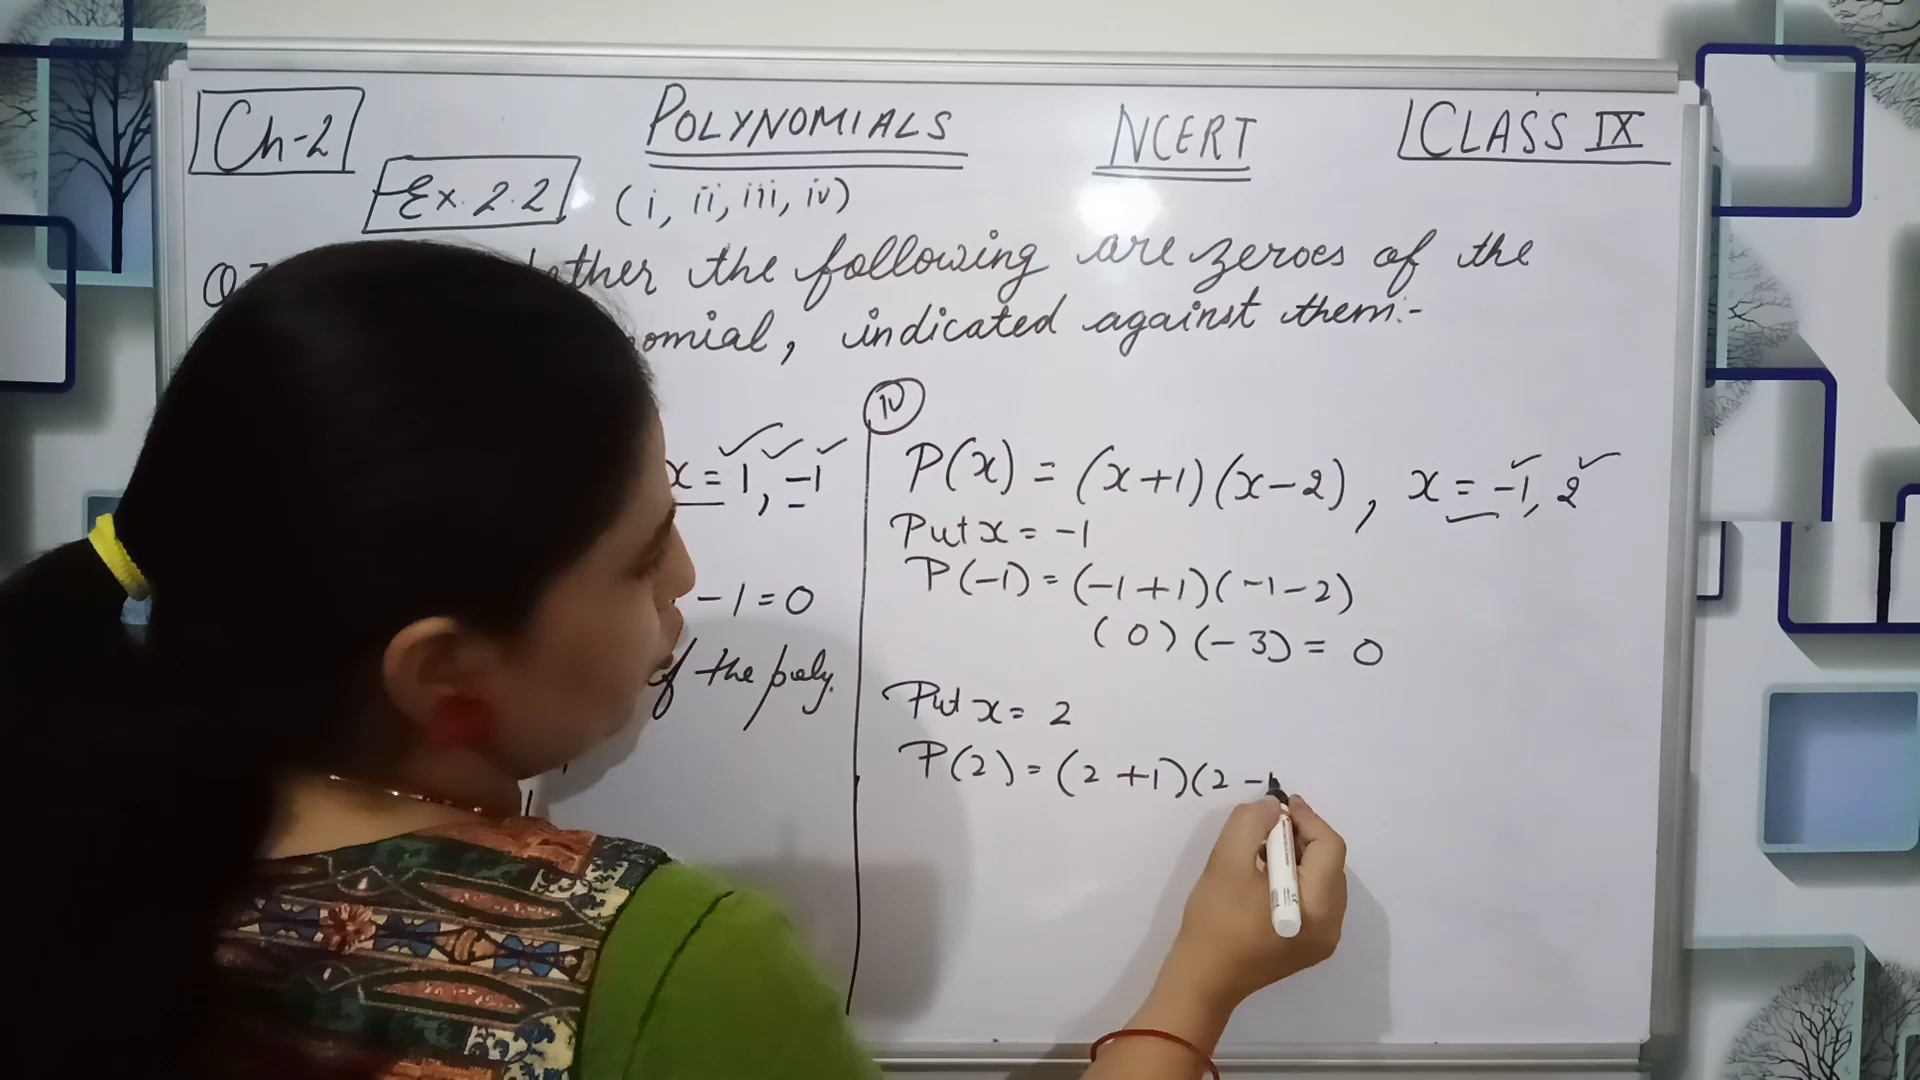 Ch-2 POLYNOMIALS NCERT CLASS IX
Ex. 2.2 (i, ii, iii, iv)
the following are zeroes of the
indicated against them:-
x = 1, -1
- 1 = 0
of the poly.
iv
P(x) = (x+1)(x-2), x = -1, 2
Put x = -1
P(-1) = (-1+1)(-1-2)
(0)(-3) = 0
Put x = 2
P(2) = (2+1)(2-